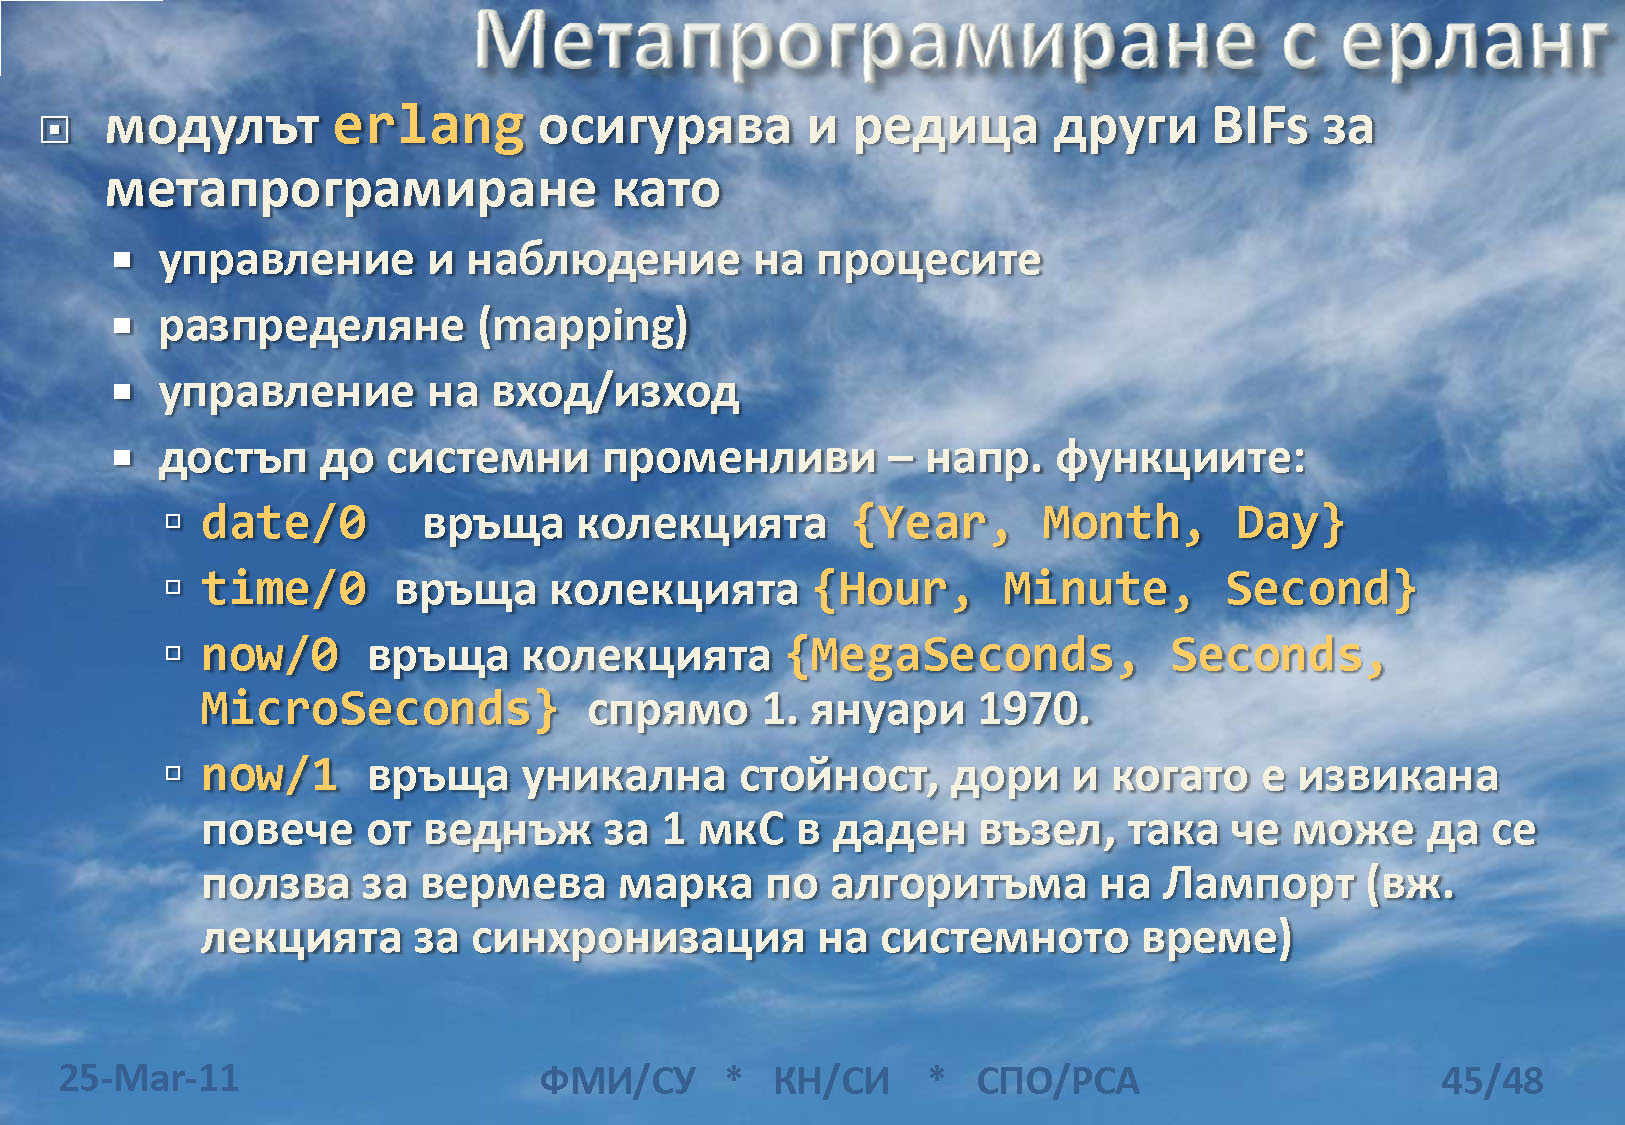 Метапрограмиране с ерланг
модулът erlang осигурява и редица други BIFs за
метапрограмиране като
управление и наблюдение на процесите
разпределяне (mapping)
управление на вход/изход
достъп до системни променливи – напр. функциите:
date/0 връща колекцията {Year, Month, Day}
time/0 връща колекцията {Hour, Minute, Second}
now/0 връща колекцията {MegaSeconds, Seconds,
MicroSeconds} спрямо 1. януари 1970.
now/1 връща уникална стойност, дори и когато е извикана
повече от веднъж за 1 мкС в даден възел, така че може да се
ползва за вермева марка по алгоритъма на Лампорт (вж.
лекцията за синхронизация на системното време)
25-Mar-11 ФМИ/СУ * КН/СИ * СПО/РСА 45/48